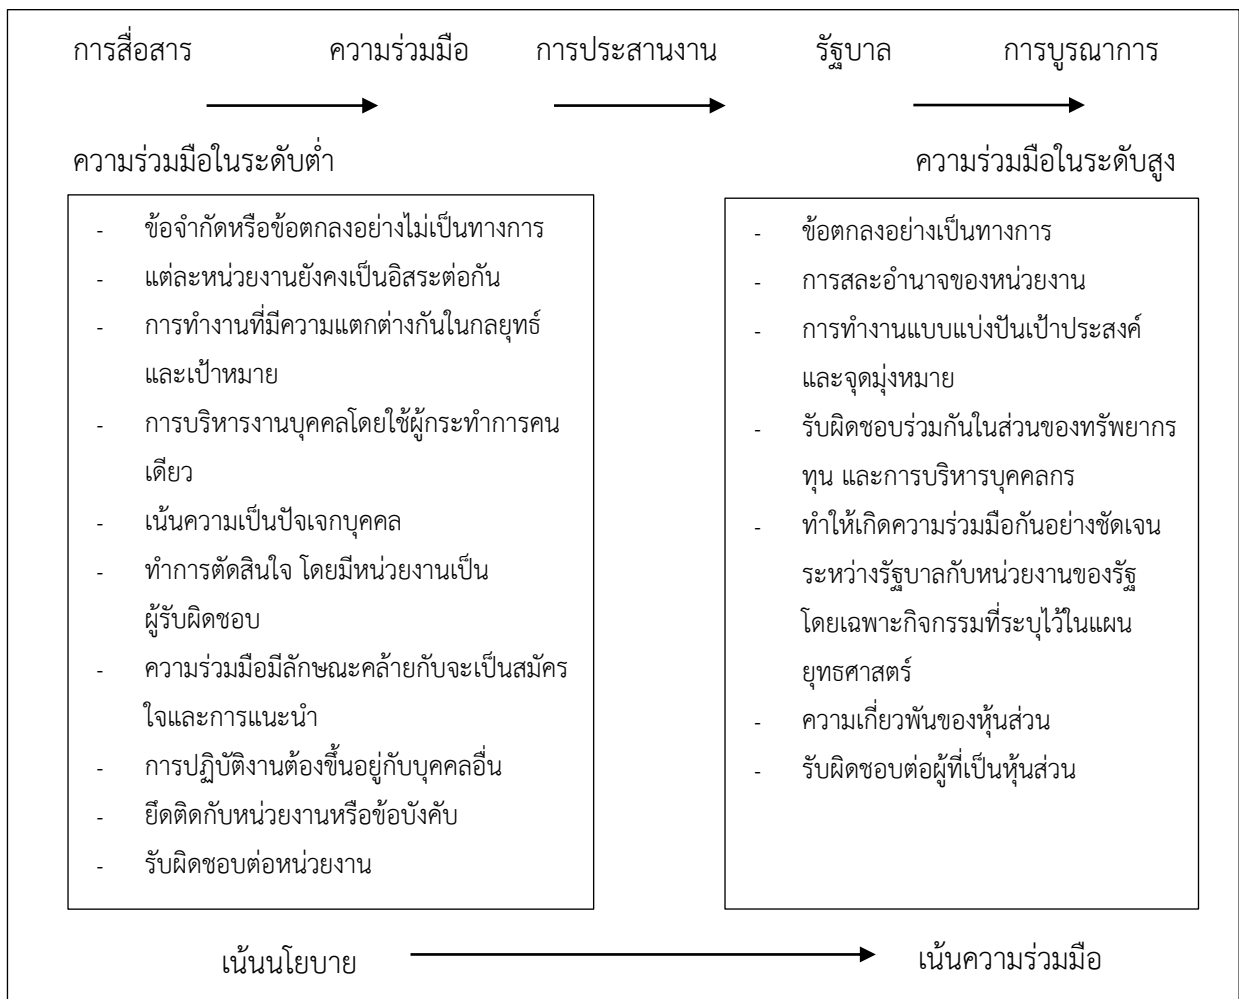 การสื่อสาร ความร่วมมือ การประสานงาน รัฐบาล การบูรณาการ
ความร่วมมือในระดับต่ำ ความร่วมมือในระดับสูง
- ข้อจำกัดหรือข้อตกลงอย่างไม่เป็นทางการ
- แต่ละหน่วยงานยังคงเป็นอิสระต่อกัน
- การทำงานที่มีความแตกต่างกันในกลยุทธ์
และเป้าหมาย
- การบริหารงานบุคคลโดยใช้ผู้กระทำการคน
เดียว
- เน้นความเป็นปัจเจกบุคคล
- ทำการตัดสินใจ โดยมีหน่วยงานเป็น
ผู้รับผิดชอบ
- ความร่วมมือมีลักษณะคล้ายกับจะเป็นสมัคร
ใจและการแนะนำ
- การปฏิบัติงานต้องขึ้นอยู่กับบุคคลอื่น
- ยึดติดกับหน่วยงานหรือข้อบังคับ
- รับผิดชอบต่อหน่วยงาน
- ข้อตกลงอย่างเป็นทางการ
- การสละอำนาจของหน่วยงาน
- การทำงานแบบแบ่งปันเป้าประสงค์
และจุดมุ่งหมาย
- รับผิดชอบร่วมกันในส่วนของทรัพยากร
ทุน และการบริหารบุคคลกร
- ทำให้เกิดความร่วมมือกันอย่างชัดเจน
ระหว่างรัฐบาลกับหน่วยงานของรัฐ
โดยเฉพาะกิจกรรมที่ระบุไว้ในแผน
ยุทธศาสตร์
- ความเกี่ยวพันของหุ้นส่วน
- รับผิดชอบต่อผู้ที่เป็นหุ้นส่วน
เน้นนโยบาย เน้นความร่วมมือ